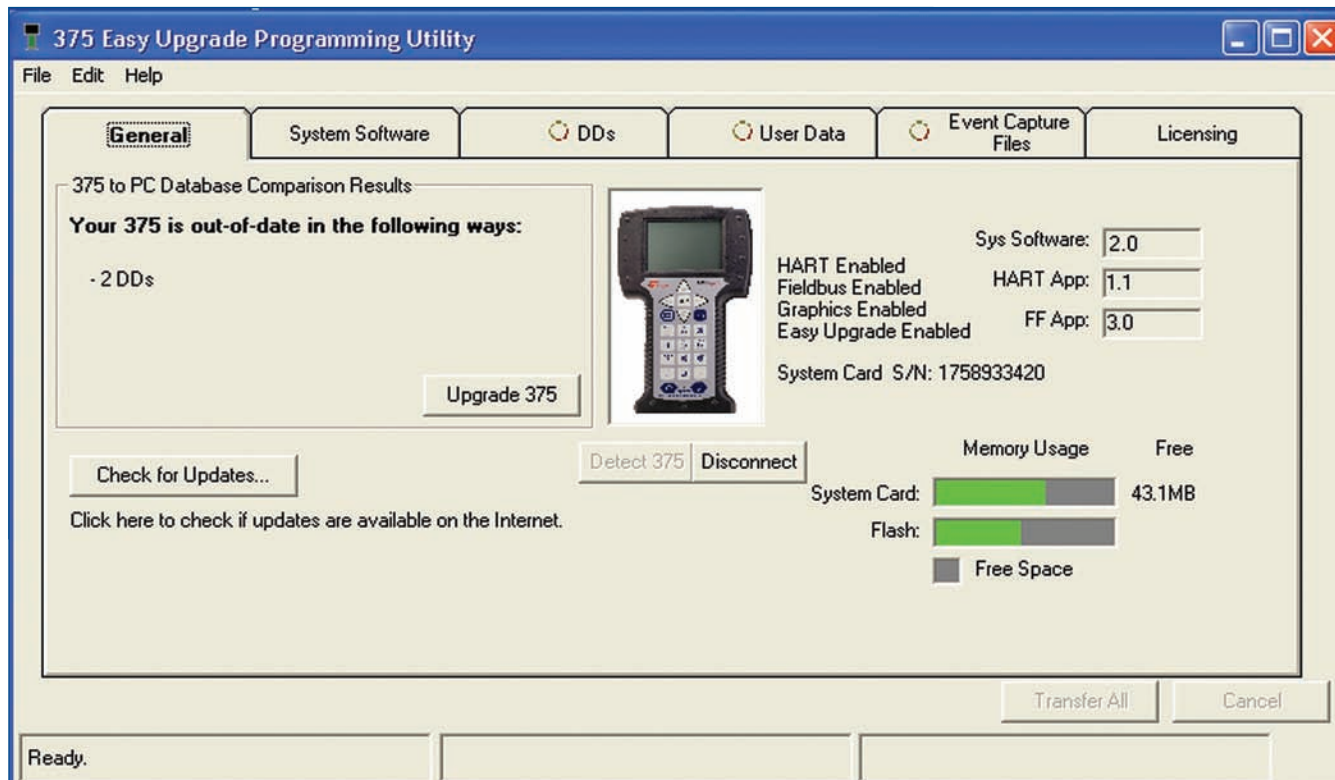 375 Easy Upgrade Programming Utility
File Edit Help
General
System Software
DDs
User Data
Event Capture
Files
Licensing
375 to PC Database Comparison Results
Your 375 is out-of-date in the following ways:
- 2 DDs
Upgrade 375
HART Enabled
Fieldbus Enabled
Graphics Enabled
Easy Upgrade Enabled
System Card S/N: 1758933420
Sys Software: 2.0
HART App: 1.1
FF App: 3.0
Check for Updates...
Click here to check if updates are available on the Internet.
Detect 375
Disconnect
Memory Usage Free
System Card: 43.1MB
Flash:
Free Space
Transfer All
Cancel
Ready.